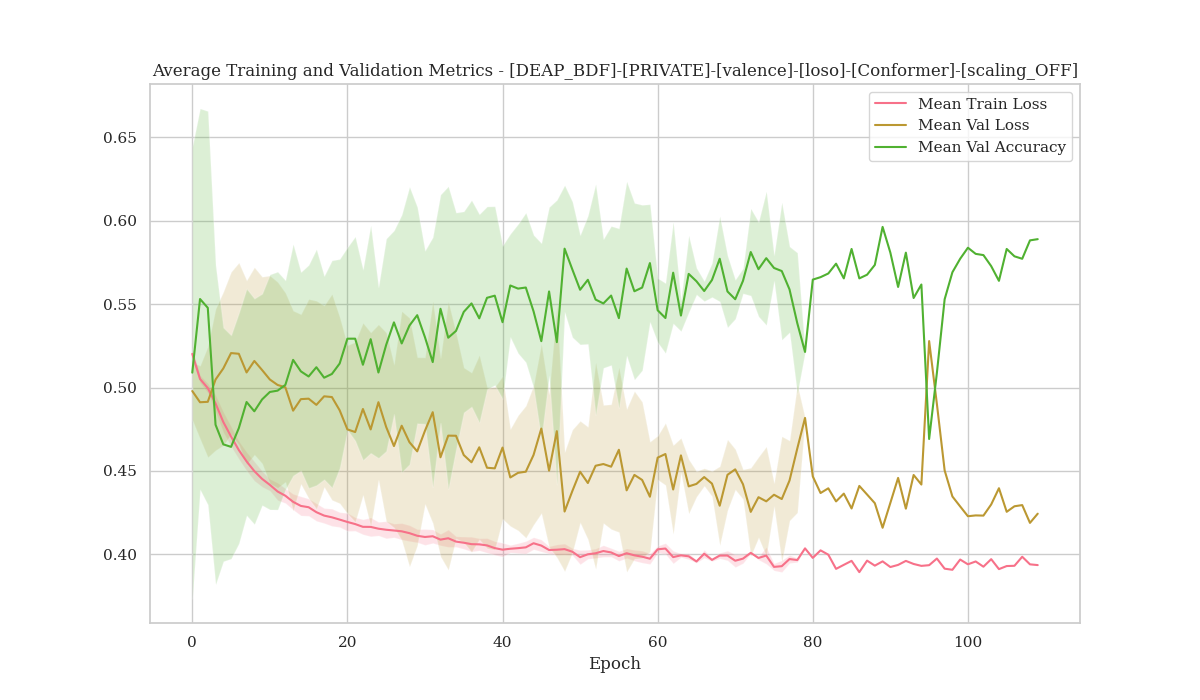 Average Training and Validation Metrics - [DEAP_BDF]-[PRIVATE]-[valence]-[loso]-[Conformer]-[scaling_OFF]
Mean Train Loss
Mean Val Loss
Mean Val Accuracy
0.65
0.60
0.55
0.50
0.45
0.40
0 20 40 60 80 100
Epoch